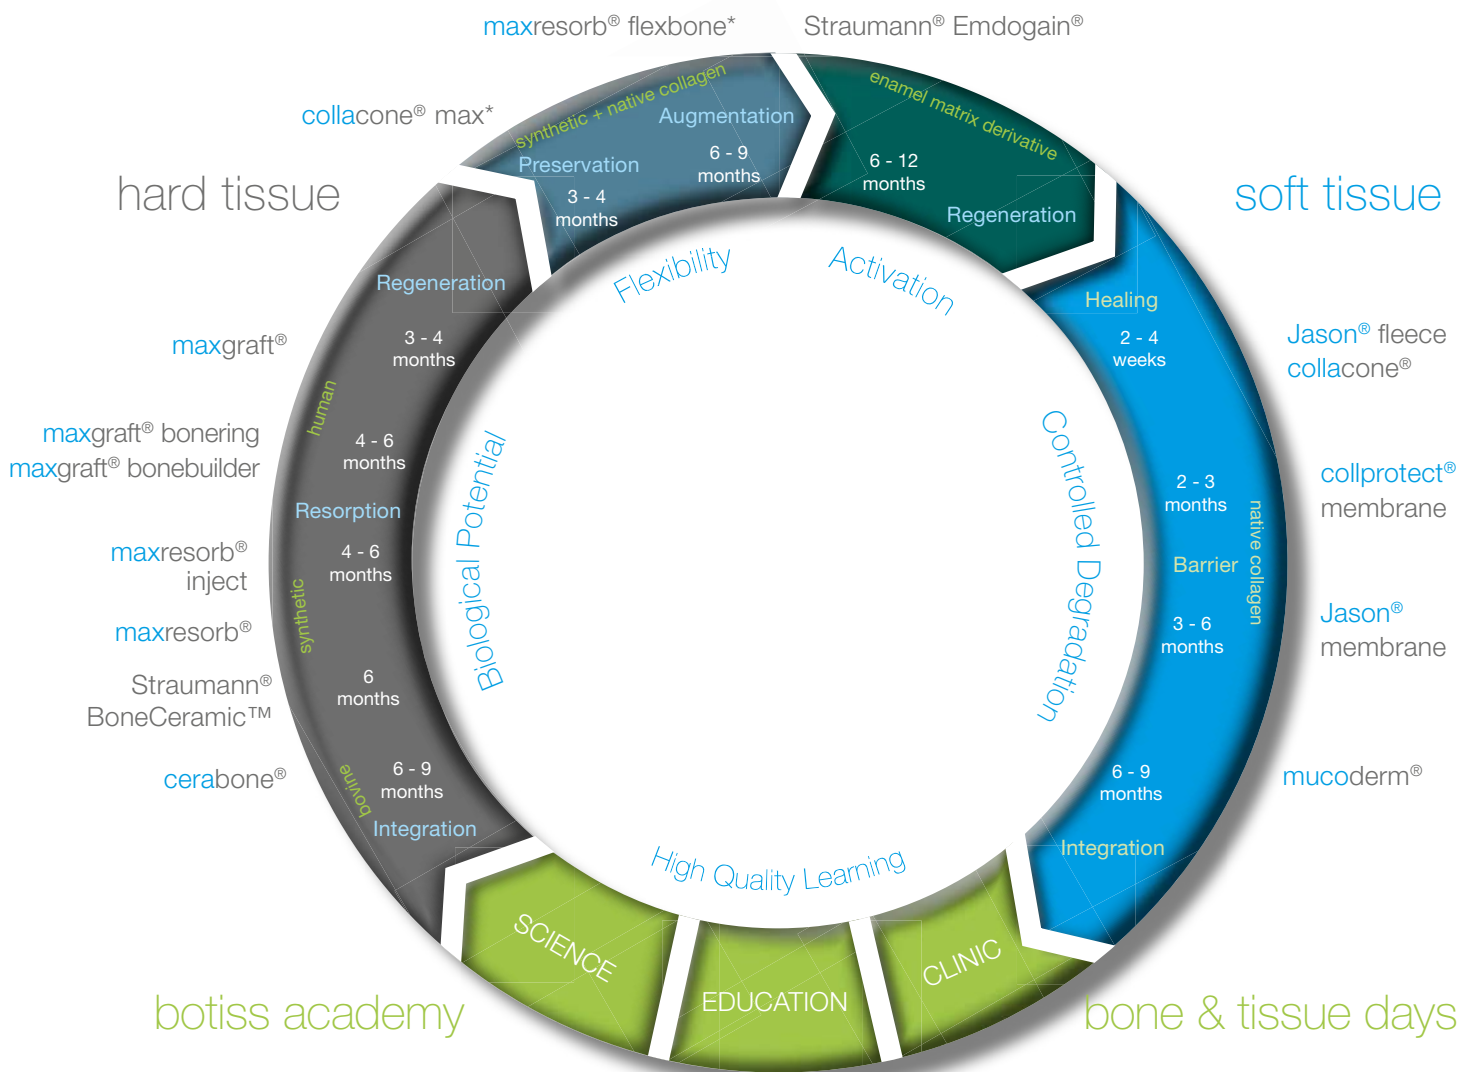 maxresorb® flexbone*
Straumann® Emdogain®
collacone® max*
synthetic + native collagen
Augmentation
6 - 9
months
Preservation
3 - 4
months
enamel matrix derivative
6 - 12
months
Regeneration
hard tissue
soft tissue
Flexibility
Activation
Regeneration
3 - 4
months
maxgraft®
human
maxgraft® bonering
maxgraft® bonebuilder
4 - 6
months
Resorption
maxresorb®
inject
4 - 6
months
synthetic
maxresorb®
Straumann®
BoneCeramic™
6
months
cerabone®
bovine
6 - 9
months
Integration
Biological Potential
Healing
2 - 4
weeks
Jason® fleece
collacone®
Controlled Degradation
2 - 3
months
collprotect®
membrane
native collagen
Barrier
3 - 6
months
Jason®
membrane
6 - 9
months
mucoderm®
Integration
High Quality Learning
SCIENCE
EDUCATION
CLINIC
botiss academy
bone & tissue days